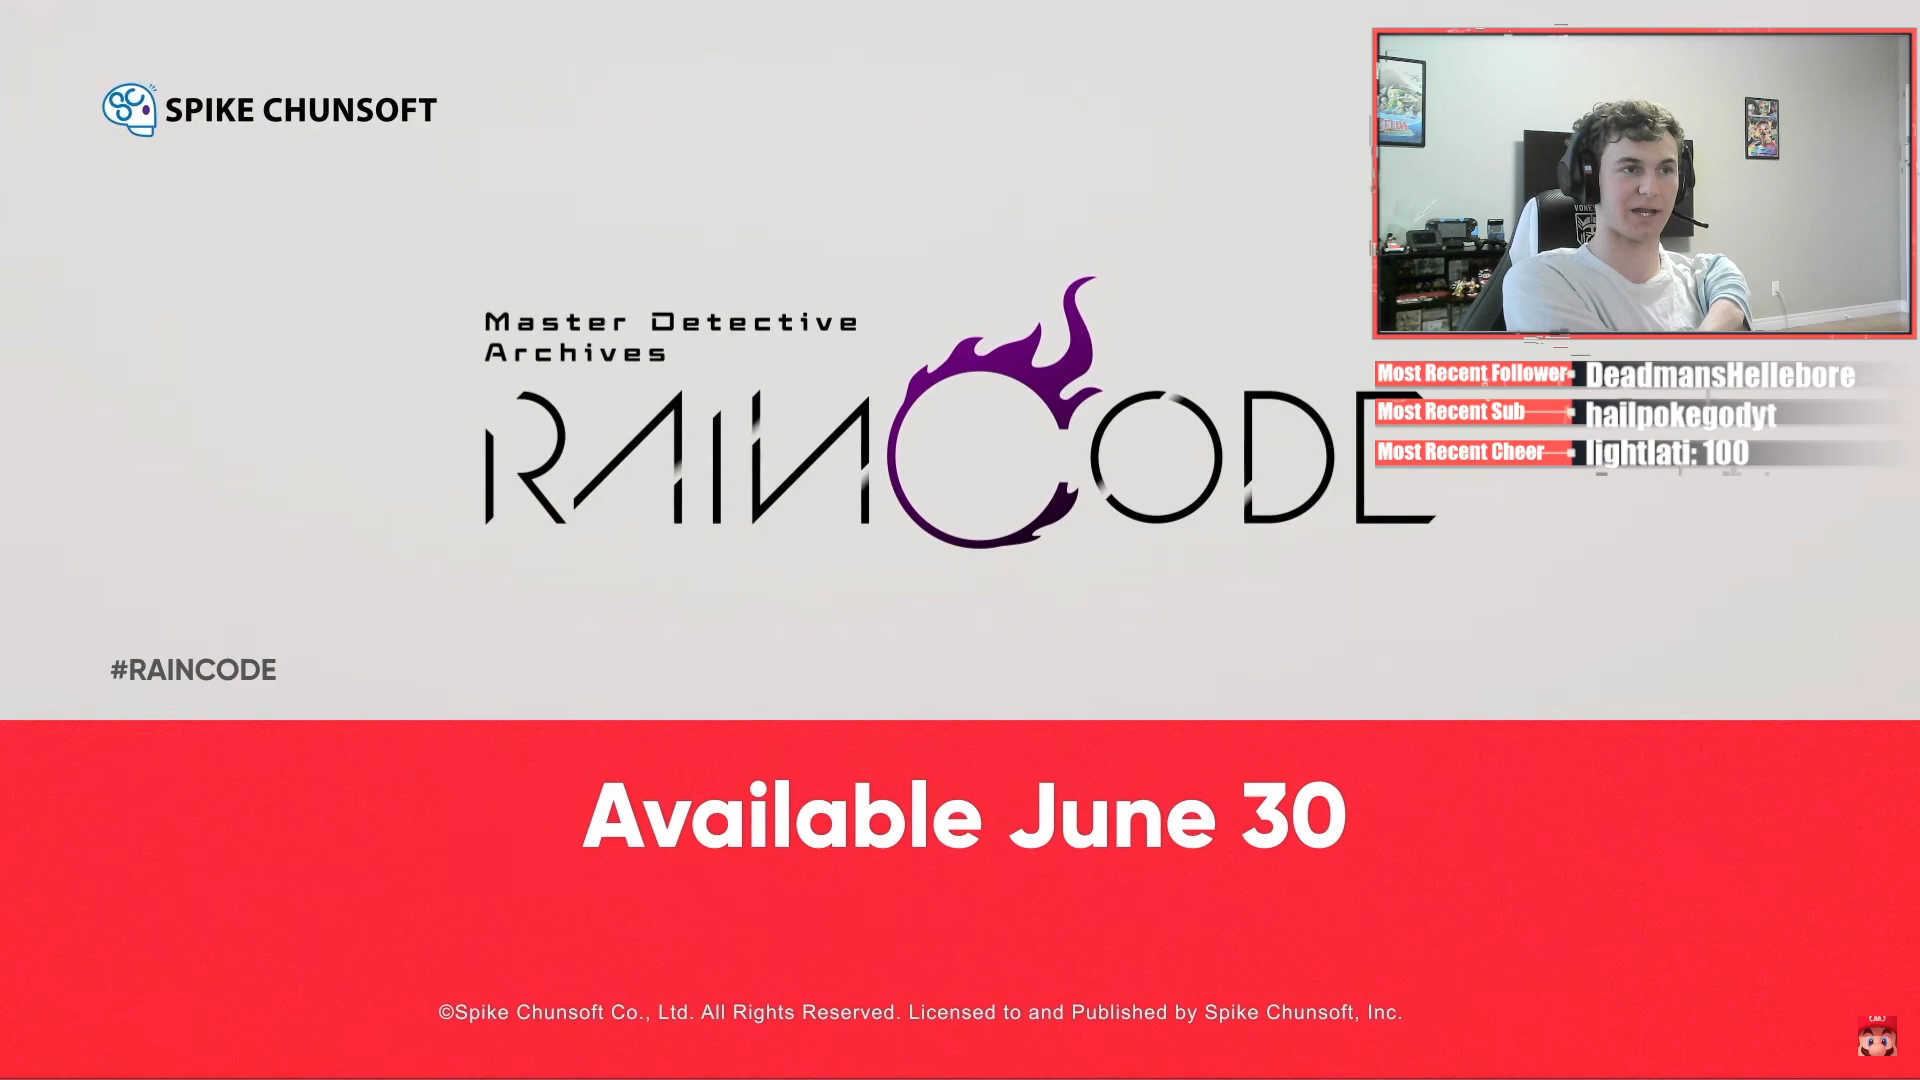 SPIKE CHUNSOFT
Master Detective
Archives
RAINCODE
#RAINCODE
Most Recent Follower
DeadmansHellebore
Most Recent Sub
hailpokegodyt
Most Recent Cheer
lightlati: 100
Available June 30
©Spike Chunsoft Co., Ltd. All Rights Reserved. Licensed to and Published by Spike Chunsoft, Inc.